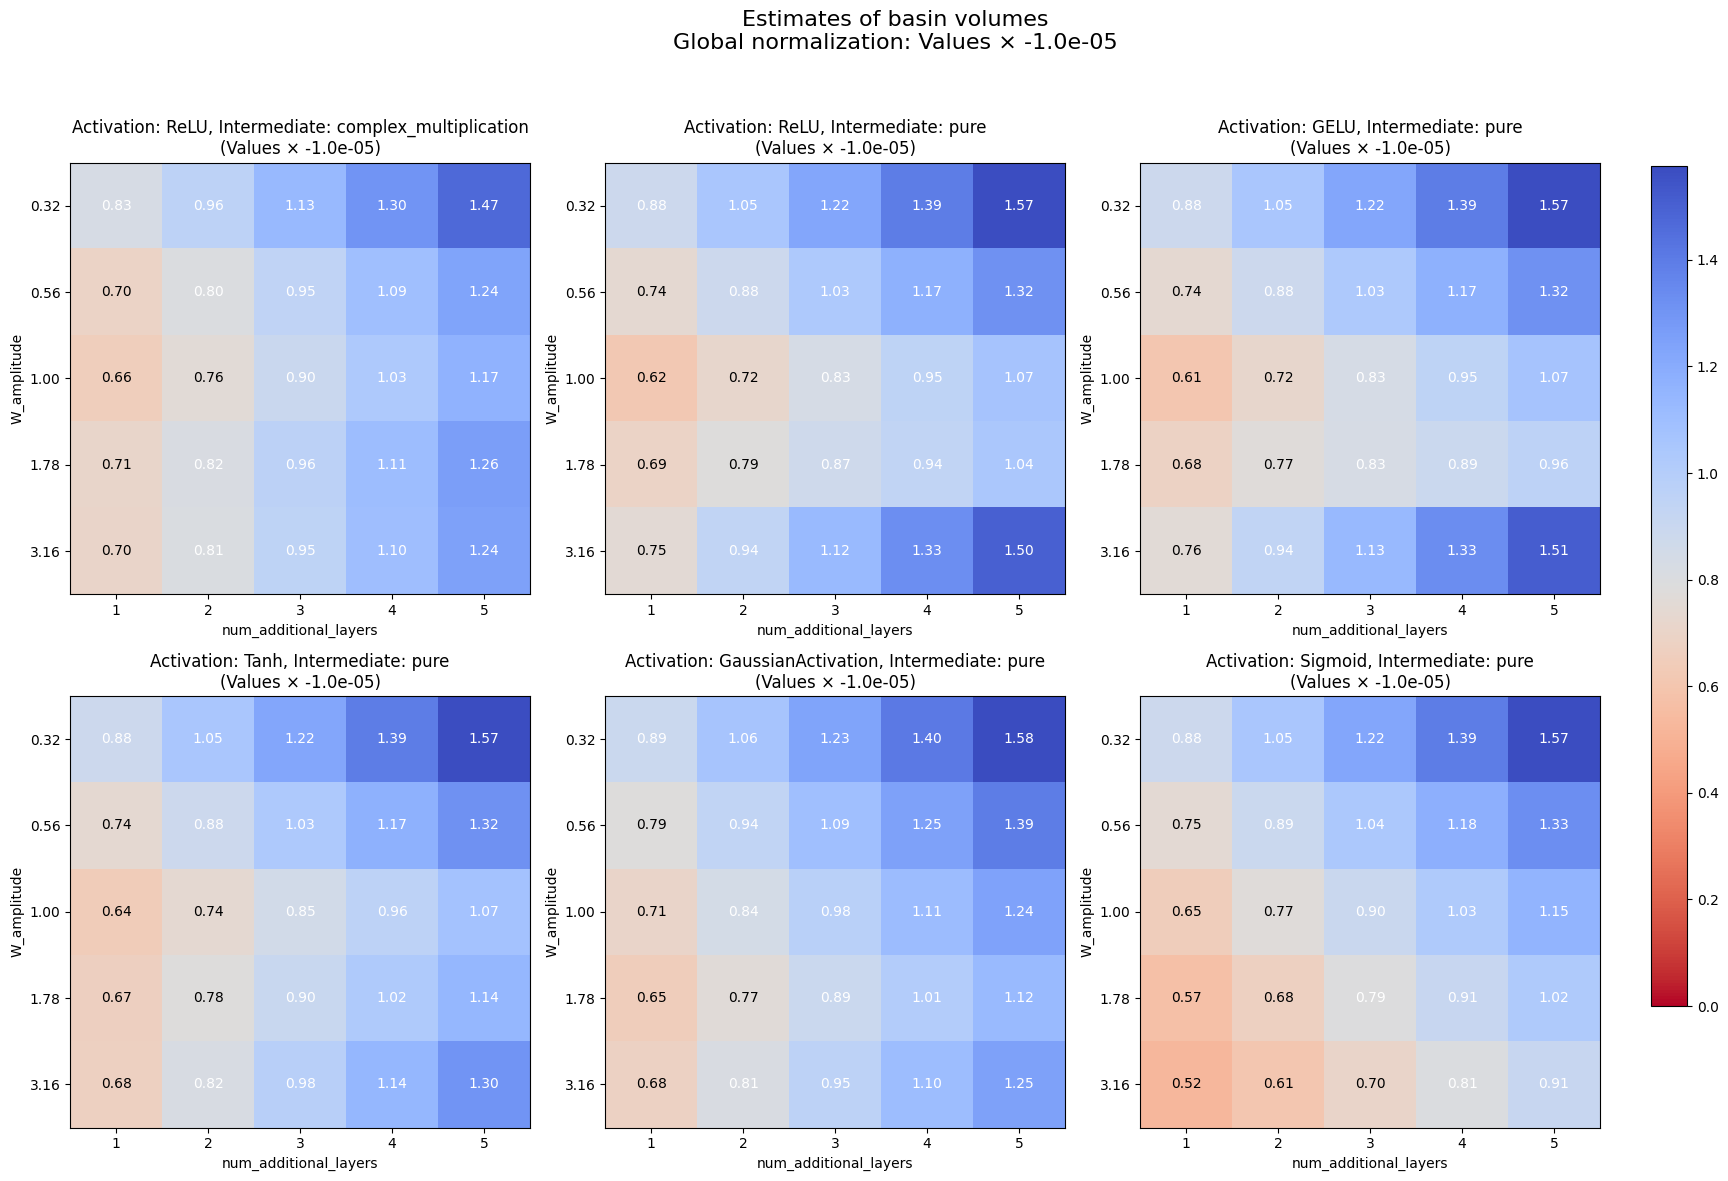 Estimates of basin volumes
Global normalization: Values × -1.0e-05
Activation: ReLU, Intermediate: complex_multiplication
(Values × -1.0e-05)
0.32 0.83 0.96 1.13 1.30 1.47
0.56 0.70 0.80 0.95 1.09 1.24
W_amplitude
1.00 0.66 0.76 0.90 1.03 1.17
1.78 0.71 0.82 0.96 1.11 1.26
3.16 0.70 0.81 0.95 1.10 1.24
1 2 3 4 5
num_additional_layers
Activation: ReLU, Intermediate: pure
(Values × -1.0e-05)
0.32 0.88 1.05 1.22 1.39 1.57
0.56 0.74 0.88 1.03 1.17 1.32
W_amplitude
1.00 0.62 0.72 0.83 0.95 1.07
1.78 0.69 0.79 0.87 0.94 1.04
3.16 0.75 0.94 1.12 1.33 1.50
1 2 3 4 5
num_additional_layers
Activation: GELU, Intermediate: pure
(Values × -1.0e-05)
0.32 0.88 1.05 1.22 1.39 1.57
0.56 0.74 0.88 1.03 1.17 1.32
W_amplitude
1.00 0.61 0.72 0.83 0.95 1.07
1.78 0.68 0.77 0.83 0.89 0.96
3.16 0.76 0.94 1.13 1.33 1.51
1 2 3 4 5
num_additional_layers
Activation: Tanh, Intermediate: pure
(Values × -1.0e-05)
0.32 0.88 1.05 1.22 1.39 1.57
0.56 0.74 0.88 1.03 1.17 1.32
W_amplitude
1.00 0.64 0.74 0.85 0.96 1.07
1.78 0.67 0.78 0.90 1.02 1.14
3.16 0.68 0.82 0.98 1.14 1.30
1 2 3 4 5
num_additional_layers
Activation: GaussianActivation, Intermediate: pure
(Values × -1.0e-05)
0.32 0.89 1.06 1.23 1.40 1.58
0.56 0.79 0.94 1.09 1.25 1.39
W_amplitude
1.00 0.71 0.84 0.98 1.11 1.24
1.78 0.65 0.77 0.89 1.01 1.12
3.16 0.68 0.81 0.95 1.10 1.25
1 2 3 4 5
num_additional_layers
Activation: Sigmoid, Intermediate: pure
(Values × -1.0e-05)
0.32 0.88 1.05 1.22 1.39 1.57
0.56 0.75 0.89 1.04 1.18 1.33
W_amplitude
1.00 0.65 0.77 0.90 1.03 1.15
1.78 0.57 0.68 0.79 0.91 1.02
3.16 0.52 0.61 0.70 0.81 0.91
1 2 3 4 5
num_additional_layers
1.4
1.2
1.0
0.8
0.6
0.4
0.2
0.0